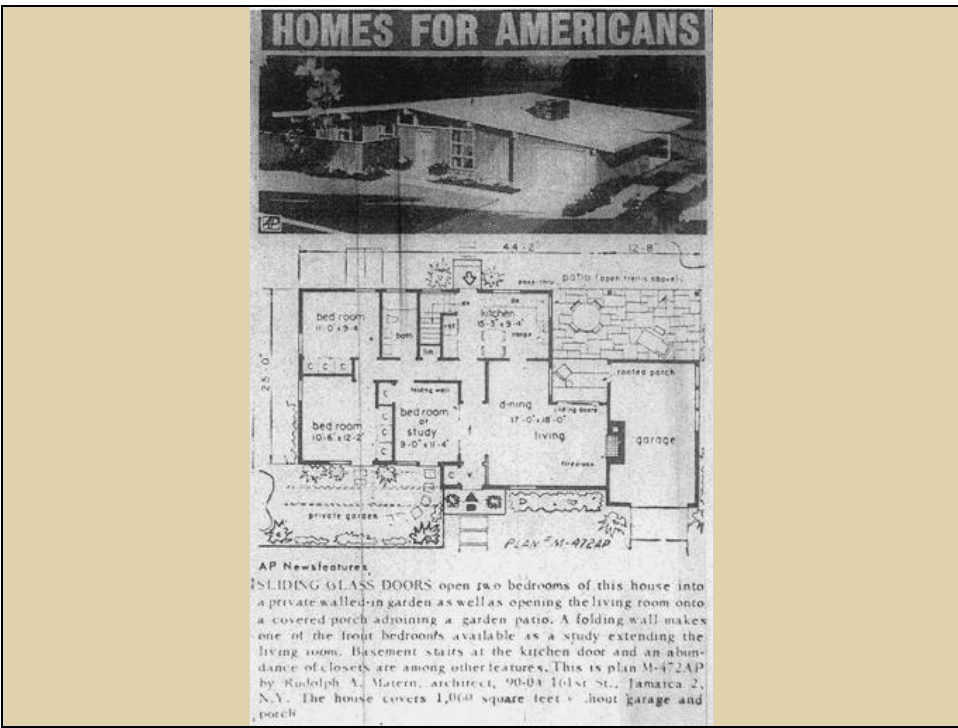 HOMES FOR AMERICANS
AP
44-2" 12-8"
pass-thru patio (open trellis above)
bed room
11-0" x 9-4"
bath
kitchen
15-3" x 9-4"
ref
range
lin
C C C
25-0"
roofed porch
folding wall
C
bed room
10-6" x 12-2"
C
C
C
bed room
or
study
9-0" x 11-4"
f
dining
17-0" x 18-0"
living
sliding doors
fireplace
garage
C V
private garden
PLAN # M-472AP
AP Newsfeatures
SLIDING GLASS DOORS open two bedrooms of this house into
a private walled-in garden as well as opening the living room onto
a covered porch adjoining a garden patio. A folding wall makes
one of the front bedrooms available as a study extending the
living room. Basement stairs at the kitchen door and an abun-
dance of closets are among other features. This is plan M-472AP
by Rudolph A. Matern, architect, 90-04 161st St., Jamaica 2,
N.Y. The house covers 1,060 square feet garage and
porch